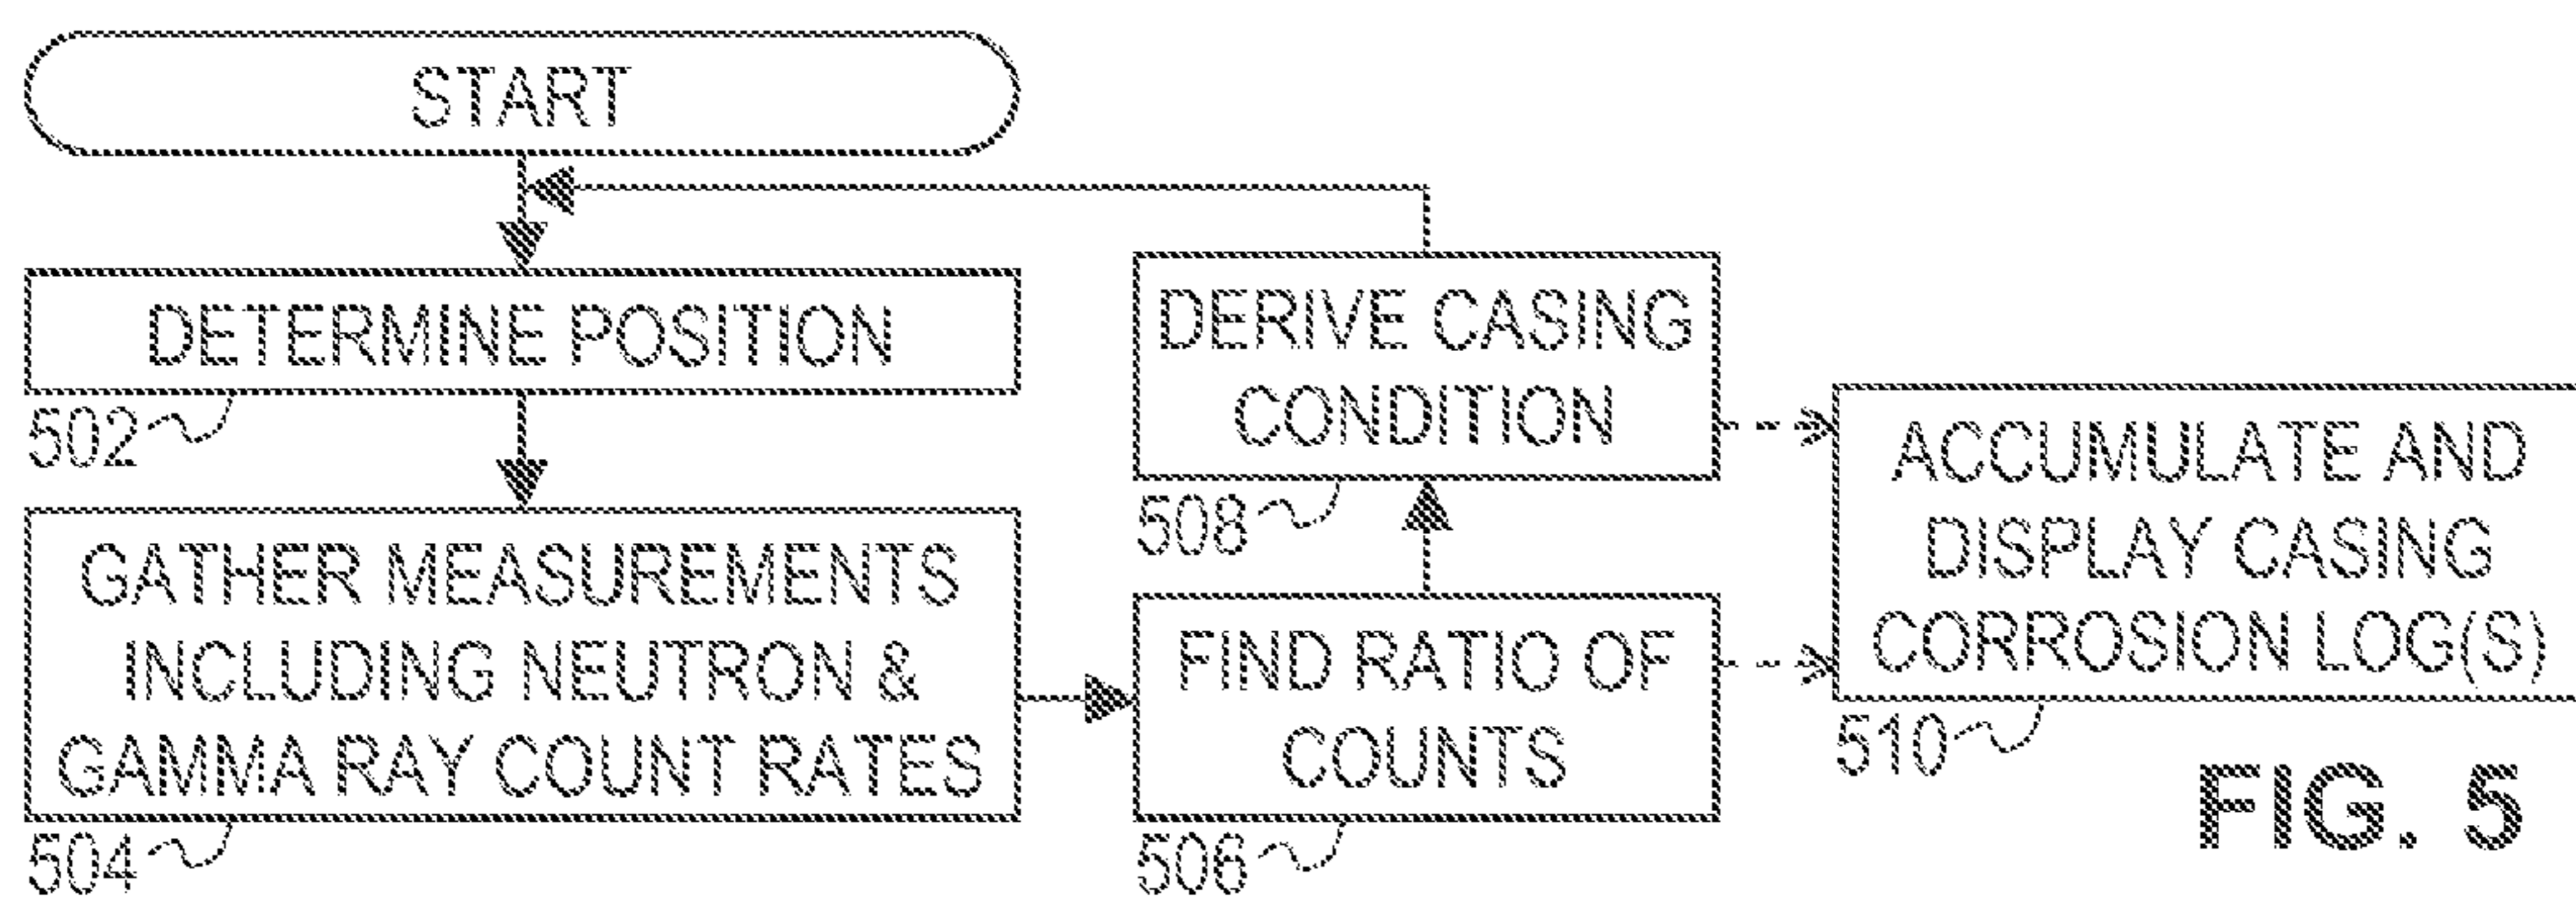 START
DETERMINE POSITION
502
GATHER MEASUREMENTS
INCLUDING NEUTRON &
GAMMA RAY COUNT RATES
504
FIND RATIO OF
COUNTS
506
DERIVE CASING
CONDITION
508
ACCUMULATE AND
DISPLAY CASING
CORROSION LOG(S)
510
FIG. 5